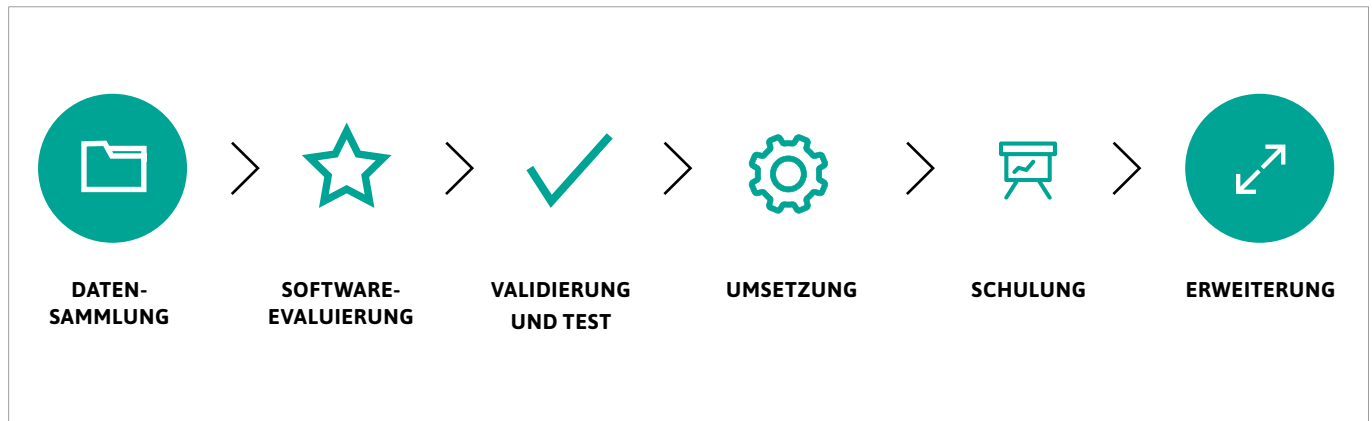 DATEN-
SAMMLUNG
SOFTWARE-
EVALUIERUNG
VALIDIERUNG
UND TEST
UMSETZUNG
SCHULUNG
ERWEITERUNG